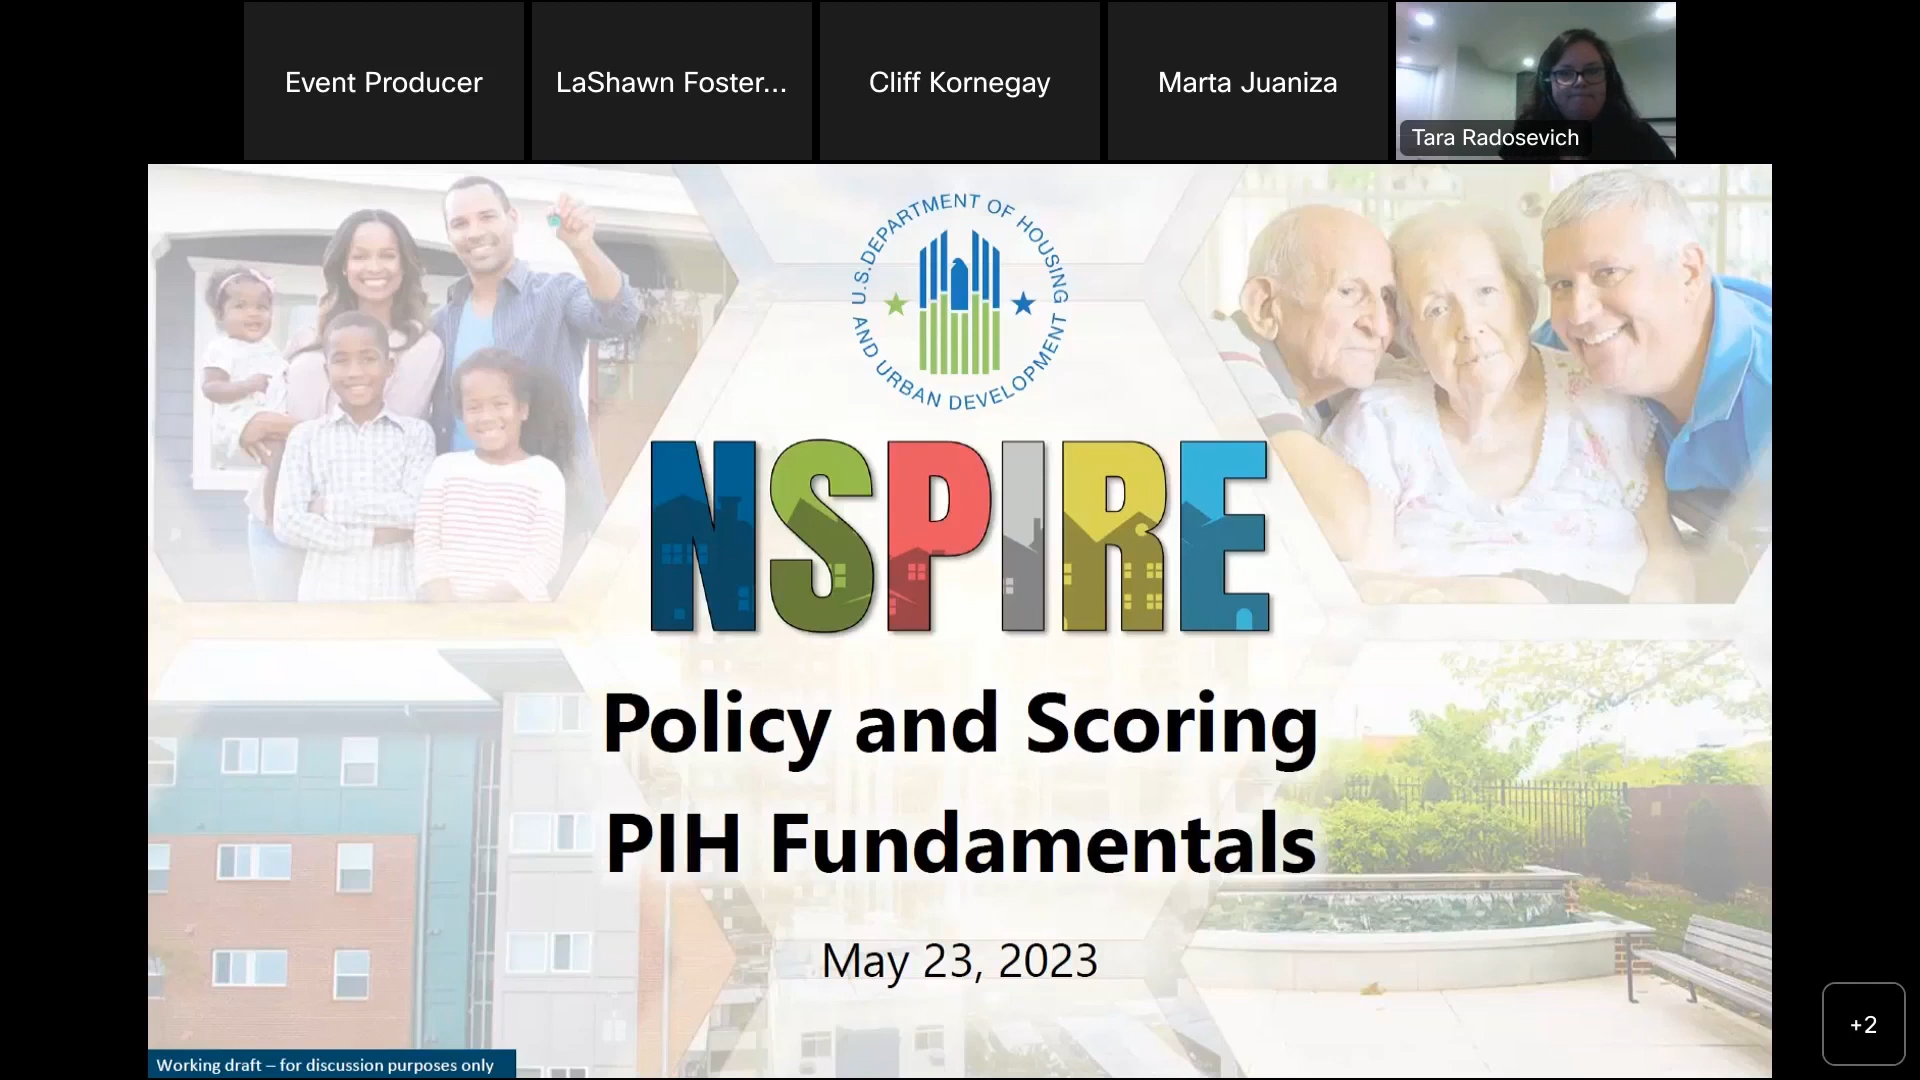 Event Producer
LaShawn Foster...
Cliff Kornegay
Marta Juaniza
Tara Radosevich
U.S.DEPARTMENT OF HOUSING
AND URBAN DEVELOPMENT
NSPIRE
Policy and Scoring
PIH Fundamentals
May 23, 2023
Working draft – for discussion purposes only
+2